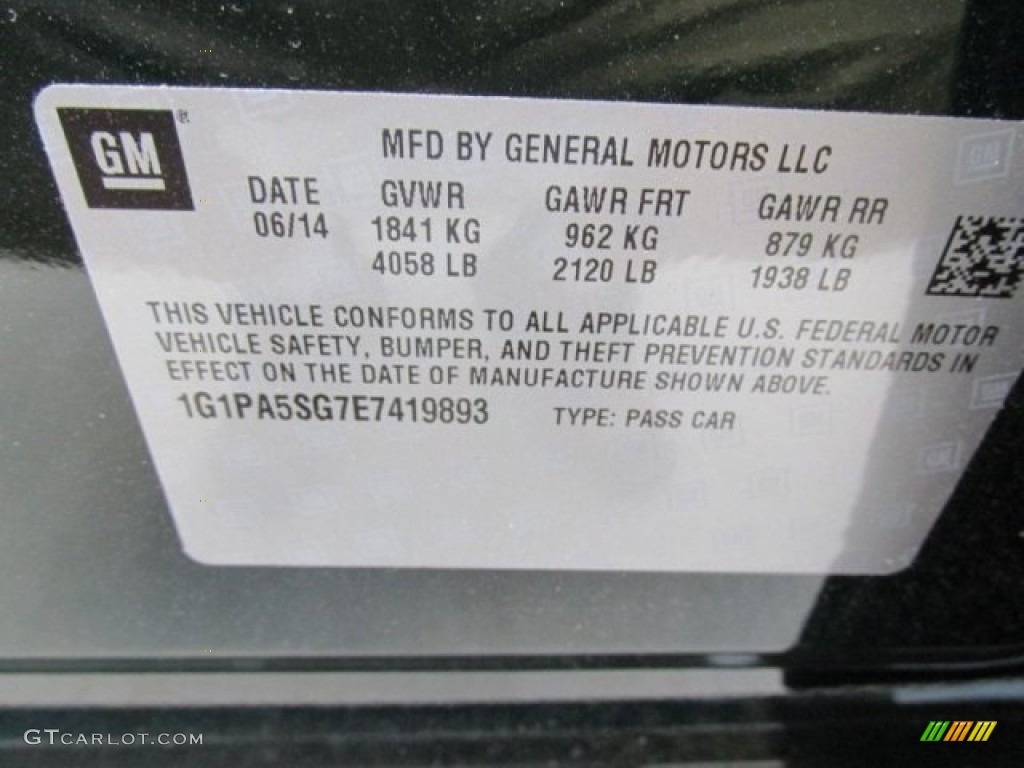 GM ®
MFD BY GENERAL MOTORS LLC
DATE GVWR GAWR FRT GAWR RR
06/14 1841 KG 962 KG 879 KG
4058 LB 2120 LB 1938 LB
THIS VEHICLE CONFORMS TO ALL APPLICABLE U.S. FEDERAL MOTOR
VEHICLE SAFETY, BUMPER, AND THEFT PREVENTION STANDARDS IN
EFFECT ON THE DATE OF MANUFACTURE SHOWN ABOVE.
1G1PA5SG7E7419893 TYPE: PASS CAR
GTCARLOT.COM